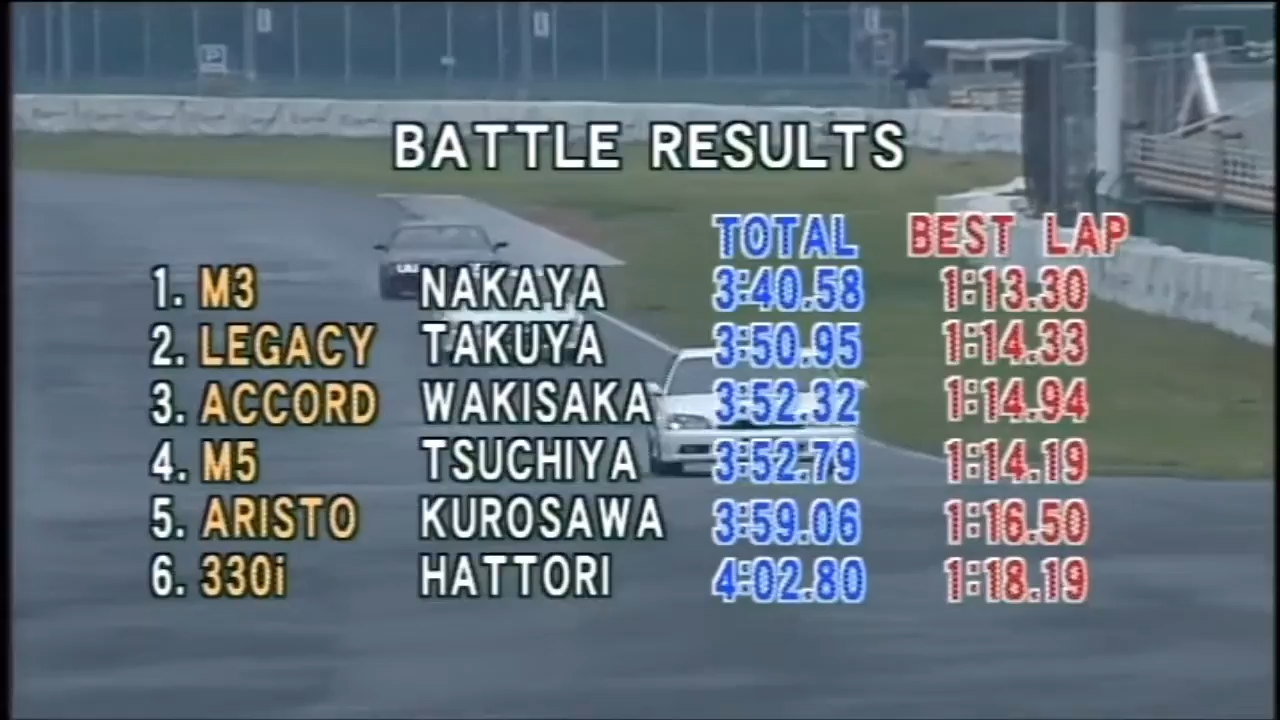 P
BATTLE RESULTS
TOTAL BEST LAP
1. M3 NAKAYA 3:40.58 1:13.30
2. LEGACY TAKUYA 3:50.95 1:14.33
3. ACCORD WAKISAKA 3:52.32 1:14.94
4. M5 TSUCHIYA 3:52.79 1:14.19
5. ARISTO KUROSAWA 3:59.06 1:16.50
6. 330i HATTORI 4:02.80 1:18.19